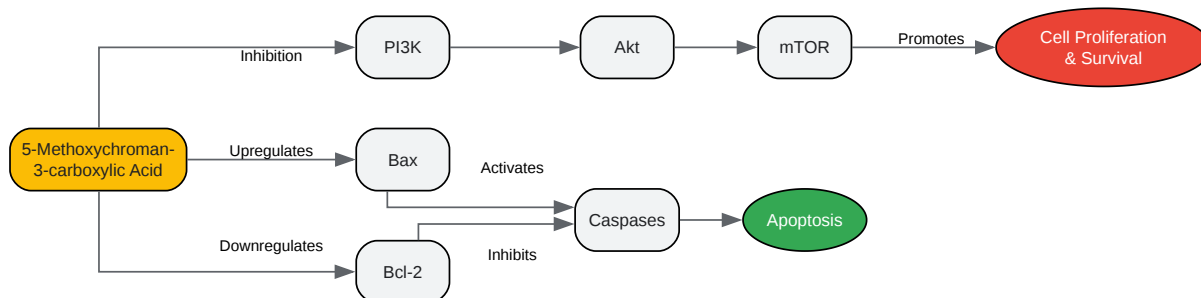 Inhibition
PI3K
Akt
mTOR
Promotes
Cell Proliferation
& Survival
5-Methoxychroman-
3-carboxylic Acid
Upregulates
Bax
Activates
Caspases
Apoptosis
Downregulates
Bcl-2
Inhibits